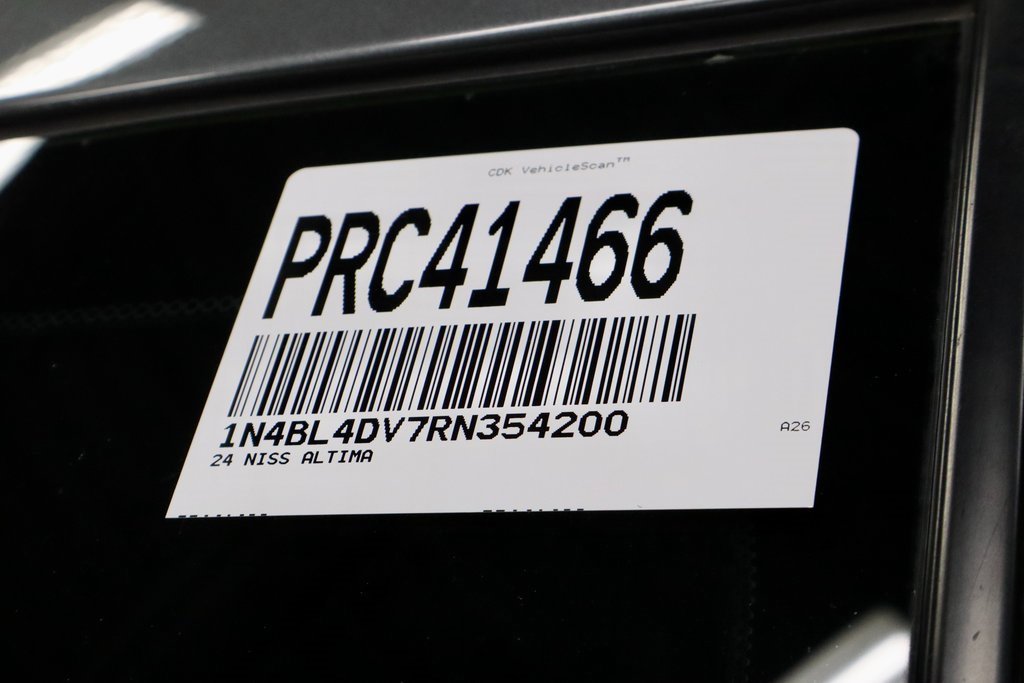 CDK VehicleScan™
PRC41466
1N4BL4DV7RN354200
24 NISS ALTIMA
A26